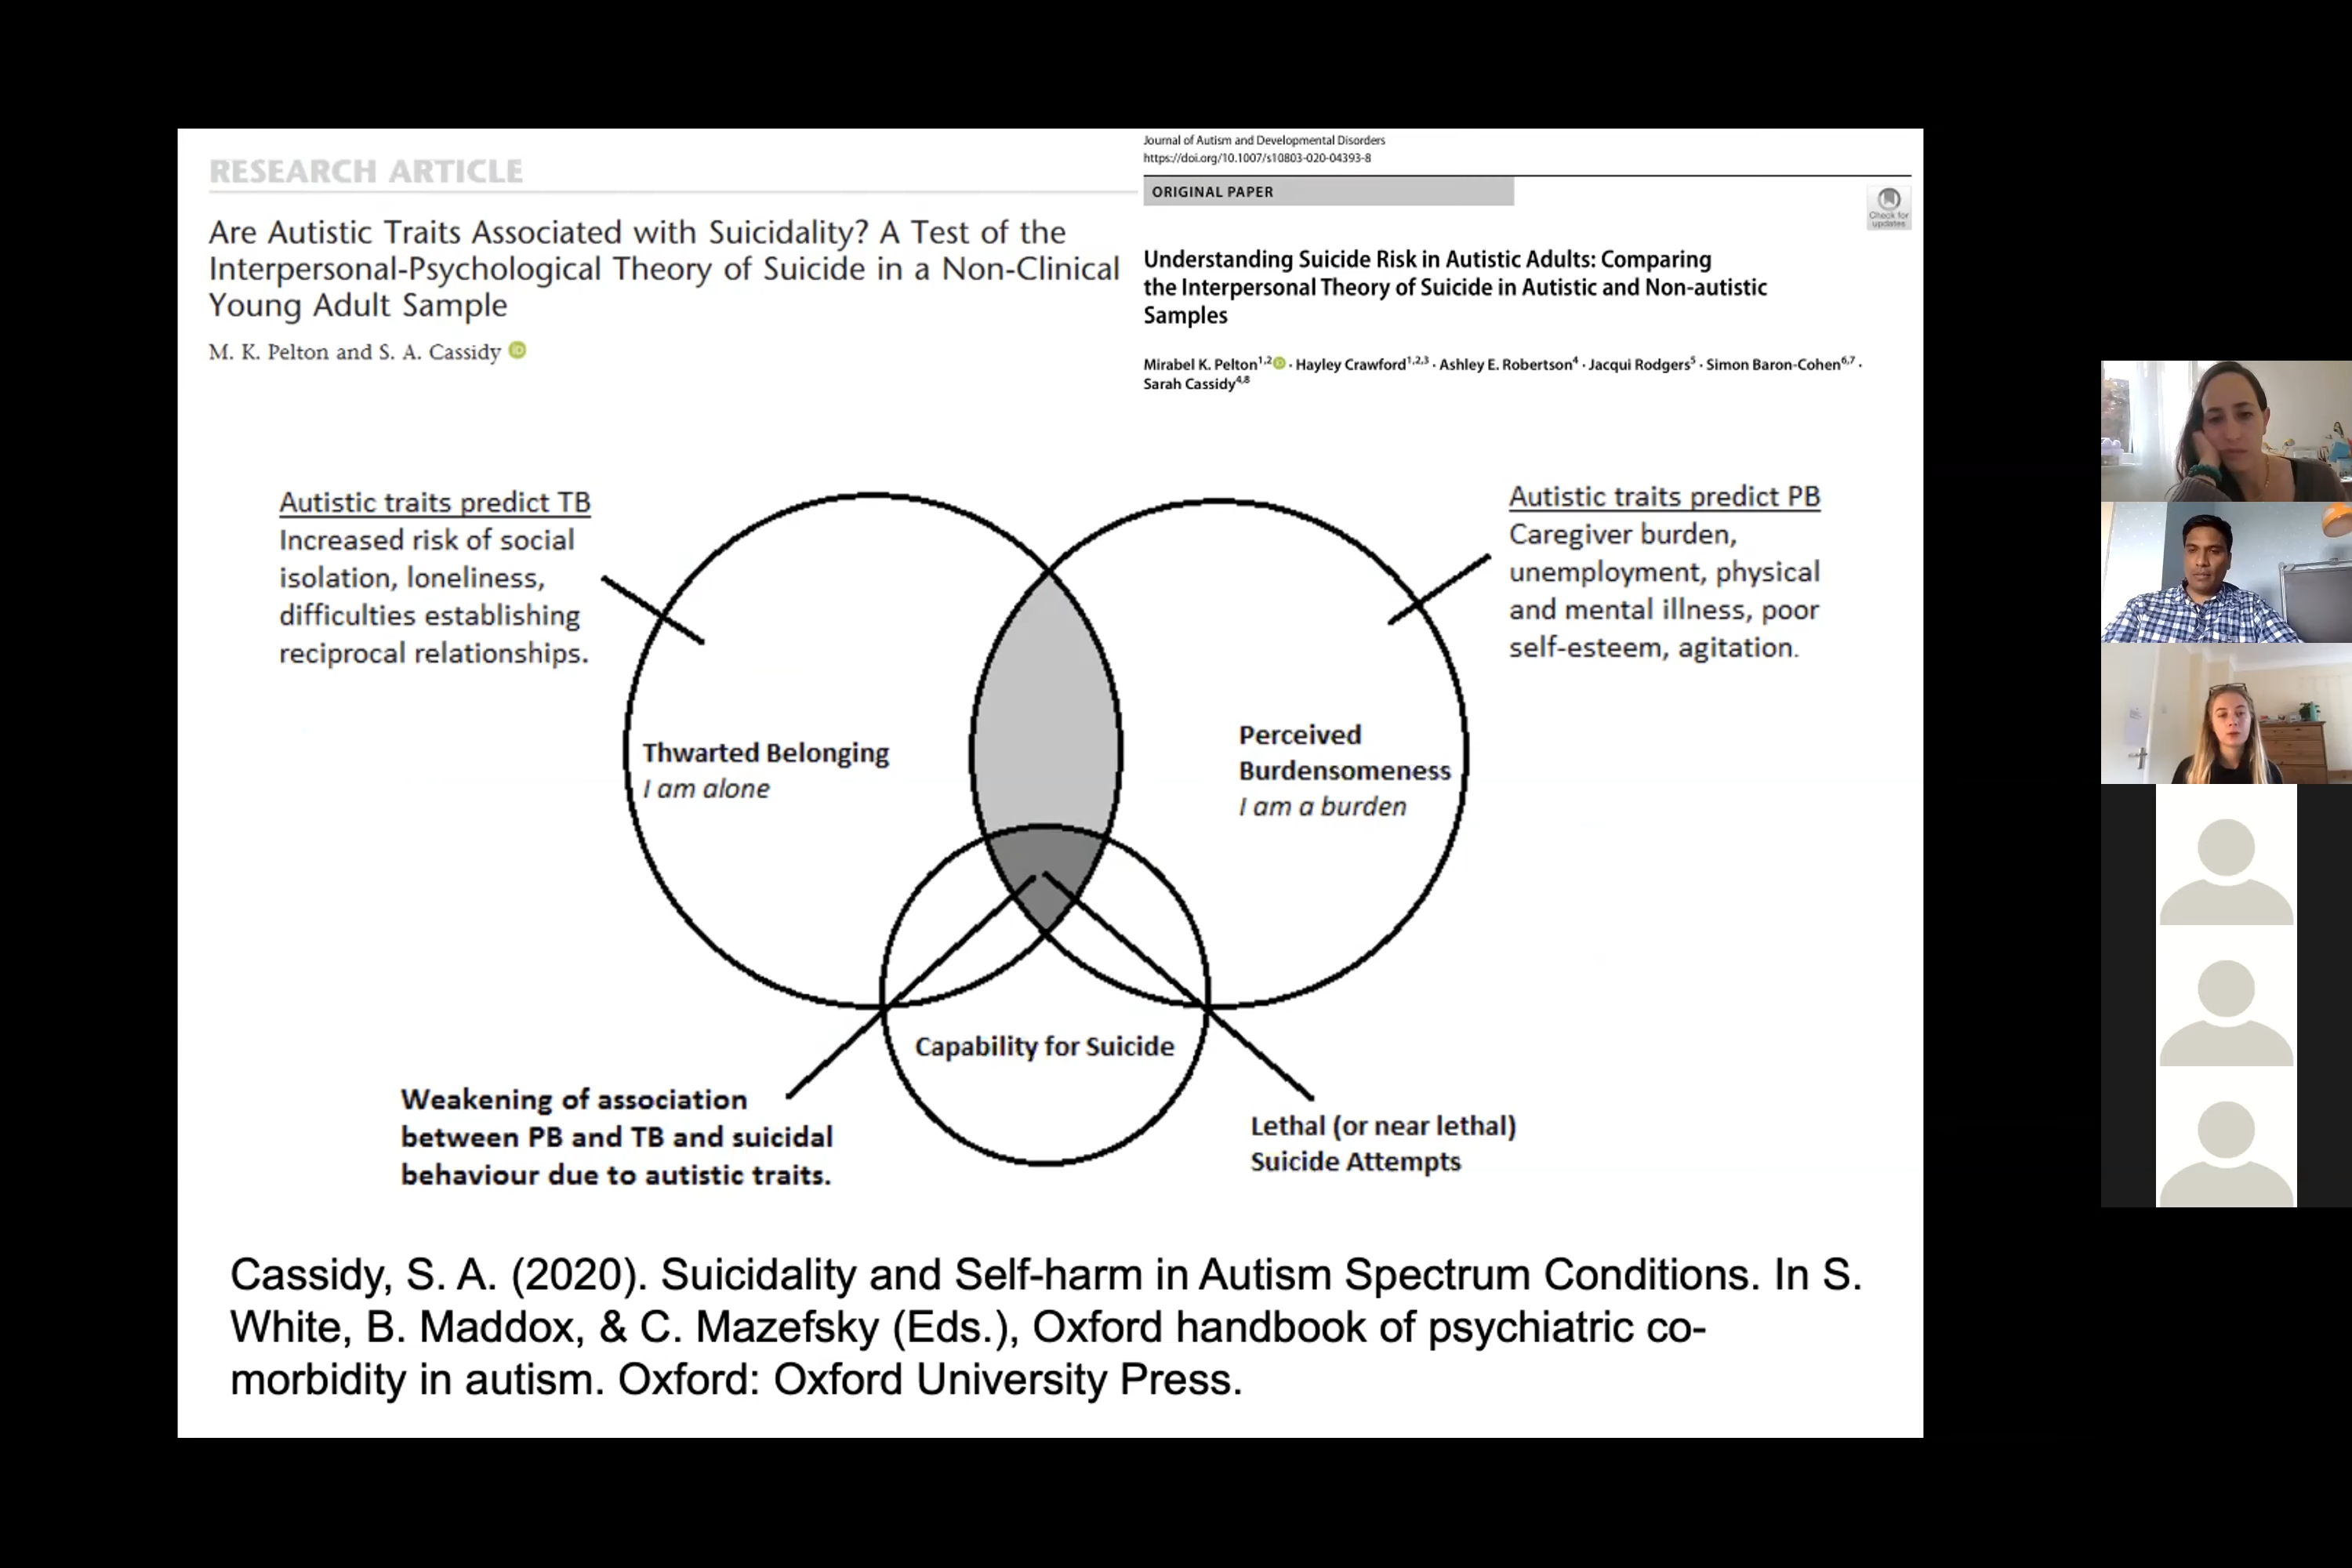 RESEARCH ARTICLE
Are Autistic Traits Associated with Suicidality? A Test of the
Interpersonal-Psychological Theory of Suicide in a Non-Clinical
Young Adult Sample
M. K. Pelton and S. A. Cassidy iD
Journal of Autism and Developmental Disorders
https://doi.org/10.1007/s10803-020-04393-8
ORIGINAL PAPER
Check for
updates
Understanding Suicide Risk in Autistic Adults: Comparing
the Interpersonal Theory of Suicide in Autistic and Non-autistic
Samples
Mirabel K. Pelton1,2 iD · Hayley Crawford1,2,3 · Ashley E. Robertson4 · Jacqui Rodgers5 · Simon Baron-Cohen6,7 ·
Sarah Cassidy4,8
Autistic traits predict TB
Increased risk of social
isolation, loneliness,
difficulties establishing
reciprocal relationships.
Autistic traits predict PB
Caregiver burden,
unemployment, physical
and mental illness, poor
self-esteem, agitation.
Thwarted Belonging
I am alone
Perceived
Burdensomeness
I am a burden
Capability for Suicide
Weakening of association
between PB and TB and suicidal
behaviour due to autistic traits.
Lethal (or near lethal)
Suicide Attempts
Cassidy, S. A. (2020). Suicidality and Self-harm in Autism Spectrum Conditions. In S.
White, B. Maddox, & C. Mazefsky (Eds.), Oxford handbook of psychiatric co-
morbidity in autism. Oxford: Oxford University Press.